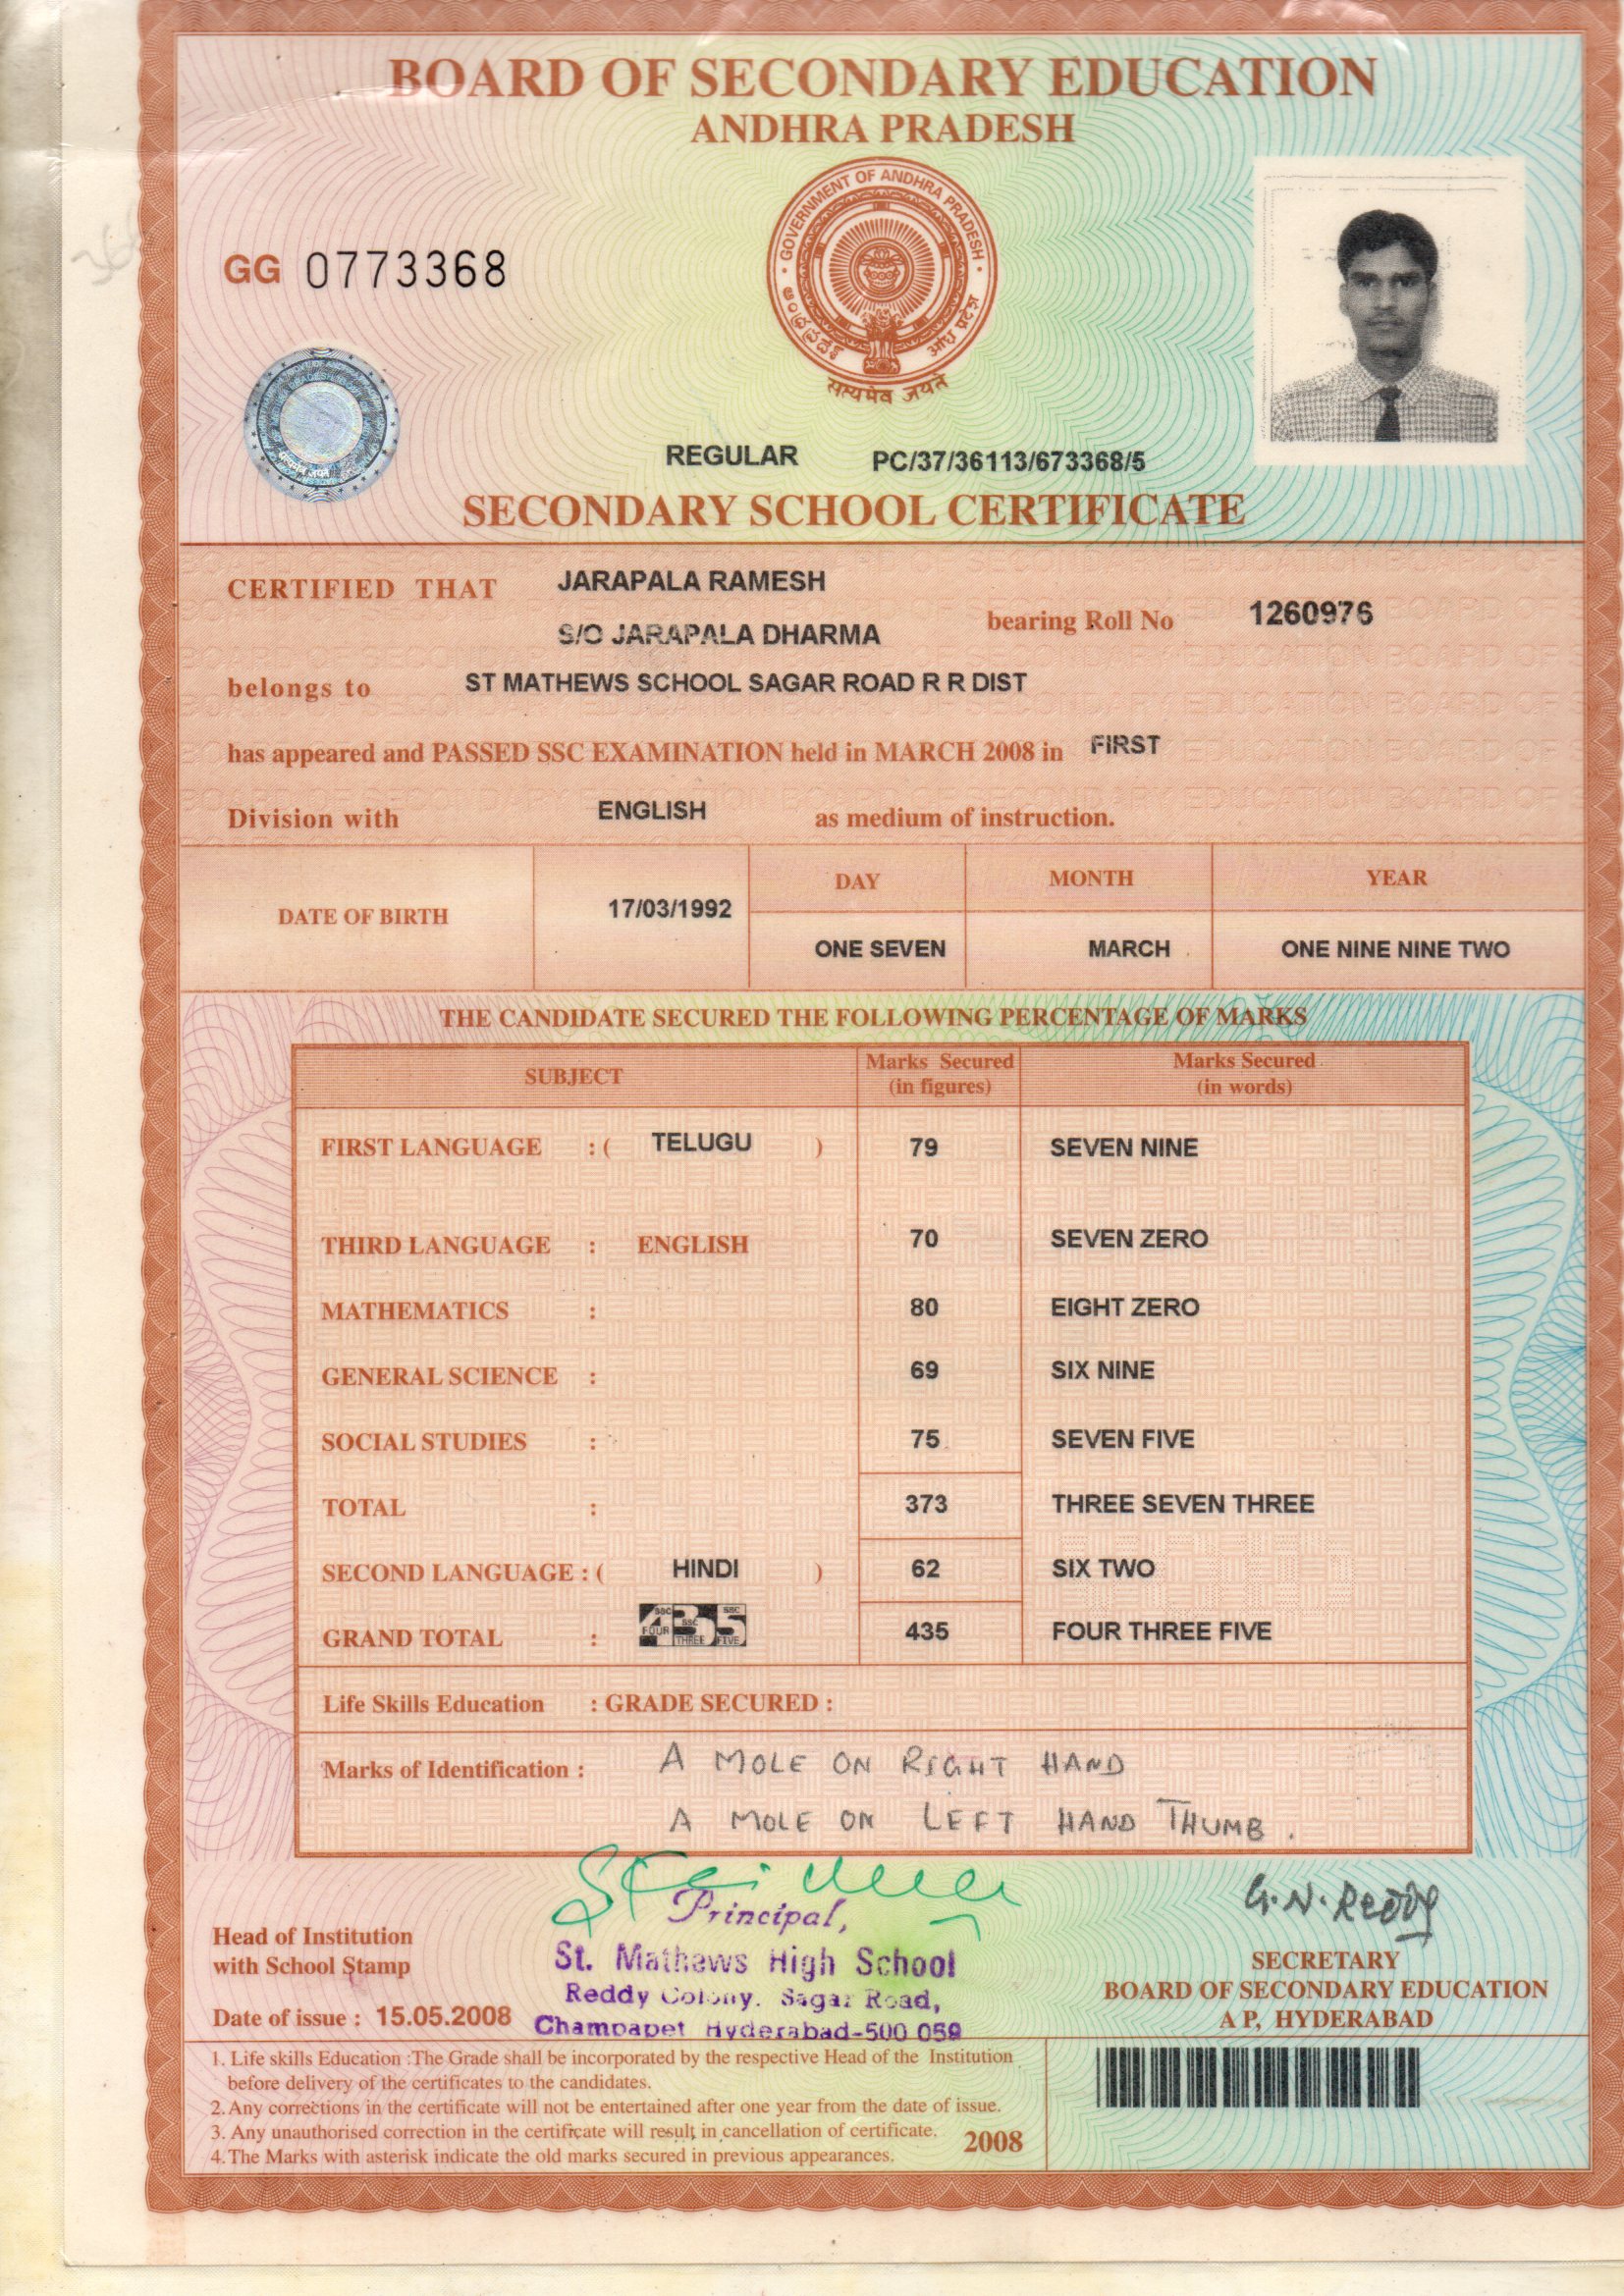 BOARD OF SECONDARY EDUCATION
ANDHRA PRADESH
GOVERNMENT OF ANDHRA PRADESH
ఆంధ్రప్రదేశ్
आंध्र प्रदेश
सत्यमेव जयते
GG 0773368
REGULAR PC/37/36113/673368/5
SECONDARY SCHOOL CERTIFICATE
CERTIFIED THAT JARAPALA RAMESH
S/O JARAPALA DHARMA bearing Roll No 1260976
belongs to ST MATHEWS SCHOOL SAGAR ROAD R R DIST
has appeared and PASSED SSC EXAMINATION held in MARCH 2008 in FIRST
Division with ENGLISH as medium of instruction.
DATE OF BIRTH 17/03/1992 DAY MONTH YEAR
ONE SEVEN MARCH ONE NINE NINE TWO
THE CANDIDATE SECURED THE FOLLOWING PERCENTAGE OF MARKS
SUBJECT Marks Secured (in figures) Marks Secured (in words)
FIRST LANGUAGE : ( TELUGU ) 79 SEVEN NINE
THIRD LANGUAGE : ENGLISH 70 SEVEN ZERO
MATHEMATICS : 80 EIGHT ZERO
GENERAL SCIENCE : 69 SIX NINE
SOCIAL STUDIES : 75 SEVEN FIVE
TOTAL : 373 THREE SEVEN THREE
SECOND LANGUAGE : ( HINDI ) 62 SIX TWO
GRAND TOTAL : 435 435 FOUR THREE FIVE
SSC FOUR SSC THREE SSC FIVE
Life Skills Education : GRADE SECURED :
Marks of Identification : A MOLE ON RIGHT HAND
A MOLE ON LEFT HAND THUMB.
Principal,
St. Mathews High School
Reddy Colony. Sagar Road,
Champapet Hyderabad-500 059
Head of Institution
with School Stamp
Date of issue : 15.05.2008
G.N. Reddy
SECRETARY
BOARD OF SECONDARY EDUCATION
A P, HYDERABAD
1. Life skills Education :The Grade shall be incorporated by the respective Head of the Institution
before delivery of the certificates to the candidates.
2. Any corrections in the certificate will not be entertained after one year from the date of issue.
3. Any unauthorised correction in the certificate will result in cancellation of certificate.
4. The Marks with asterisk indicate the old marks secured in previous appearances.
2008